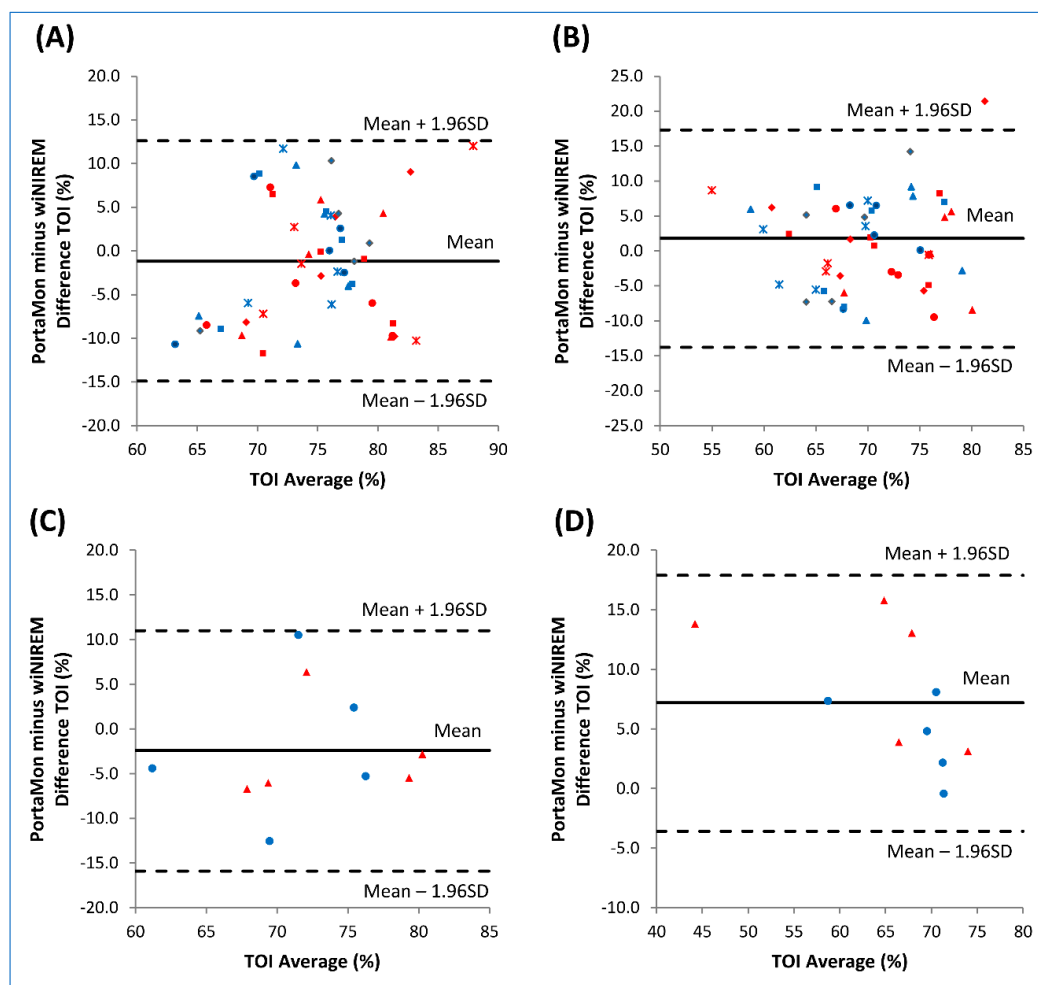 (A)
PortaMon minus wiNIREM
Difference TOI (%)
20.0
15.0
10.0
5.0
0.0
-5.0
-10.0
-15.0
-20.0
Mean + 1.96SD
Mean
Mean – 1.96SD
60 65 70 75 80 85 90
TOI Average (%)
(B)
PortaMon minus wiNIREM
Difference TOI (%)
25.0
20.0
15.0
10.0
5.0
0.0
-5.0
-10.0
-15.0
-20.0
-25.0
Mean + 1.96SD
Mean
Mean – 1.96SD
50 55 60 65 70 75 80 85
TOI Average (%)
(C)
PortaMon minus wiNIREM
Difference TOI (%)
20.0
15.0
10.0
5.0
0.0
-5.0
-10.0
-15.0
-20.0
Mean + 1.96SD
Mean
Mean – 1.96SD
60 65 70 75 80 85
TOI Average (%)
(D)
PortaMon minus wiNIREM
Difference TOI (%)
20.0
15.0
10.0
5.0
0.0
-5.0
-10.0
Mean + 1.96SD
Mean
Mean – 1.96SD
40 45 50 55 60 65 70 75 80
TOI Average (%)